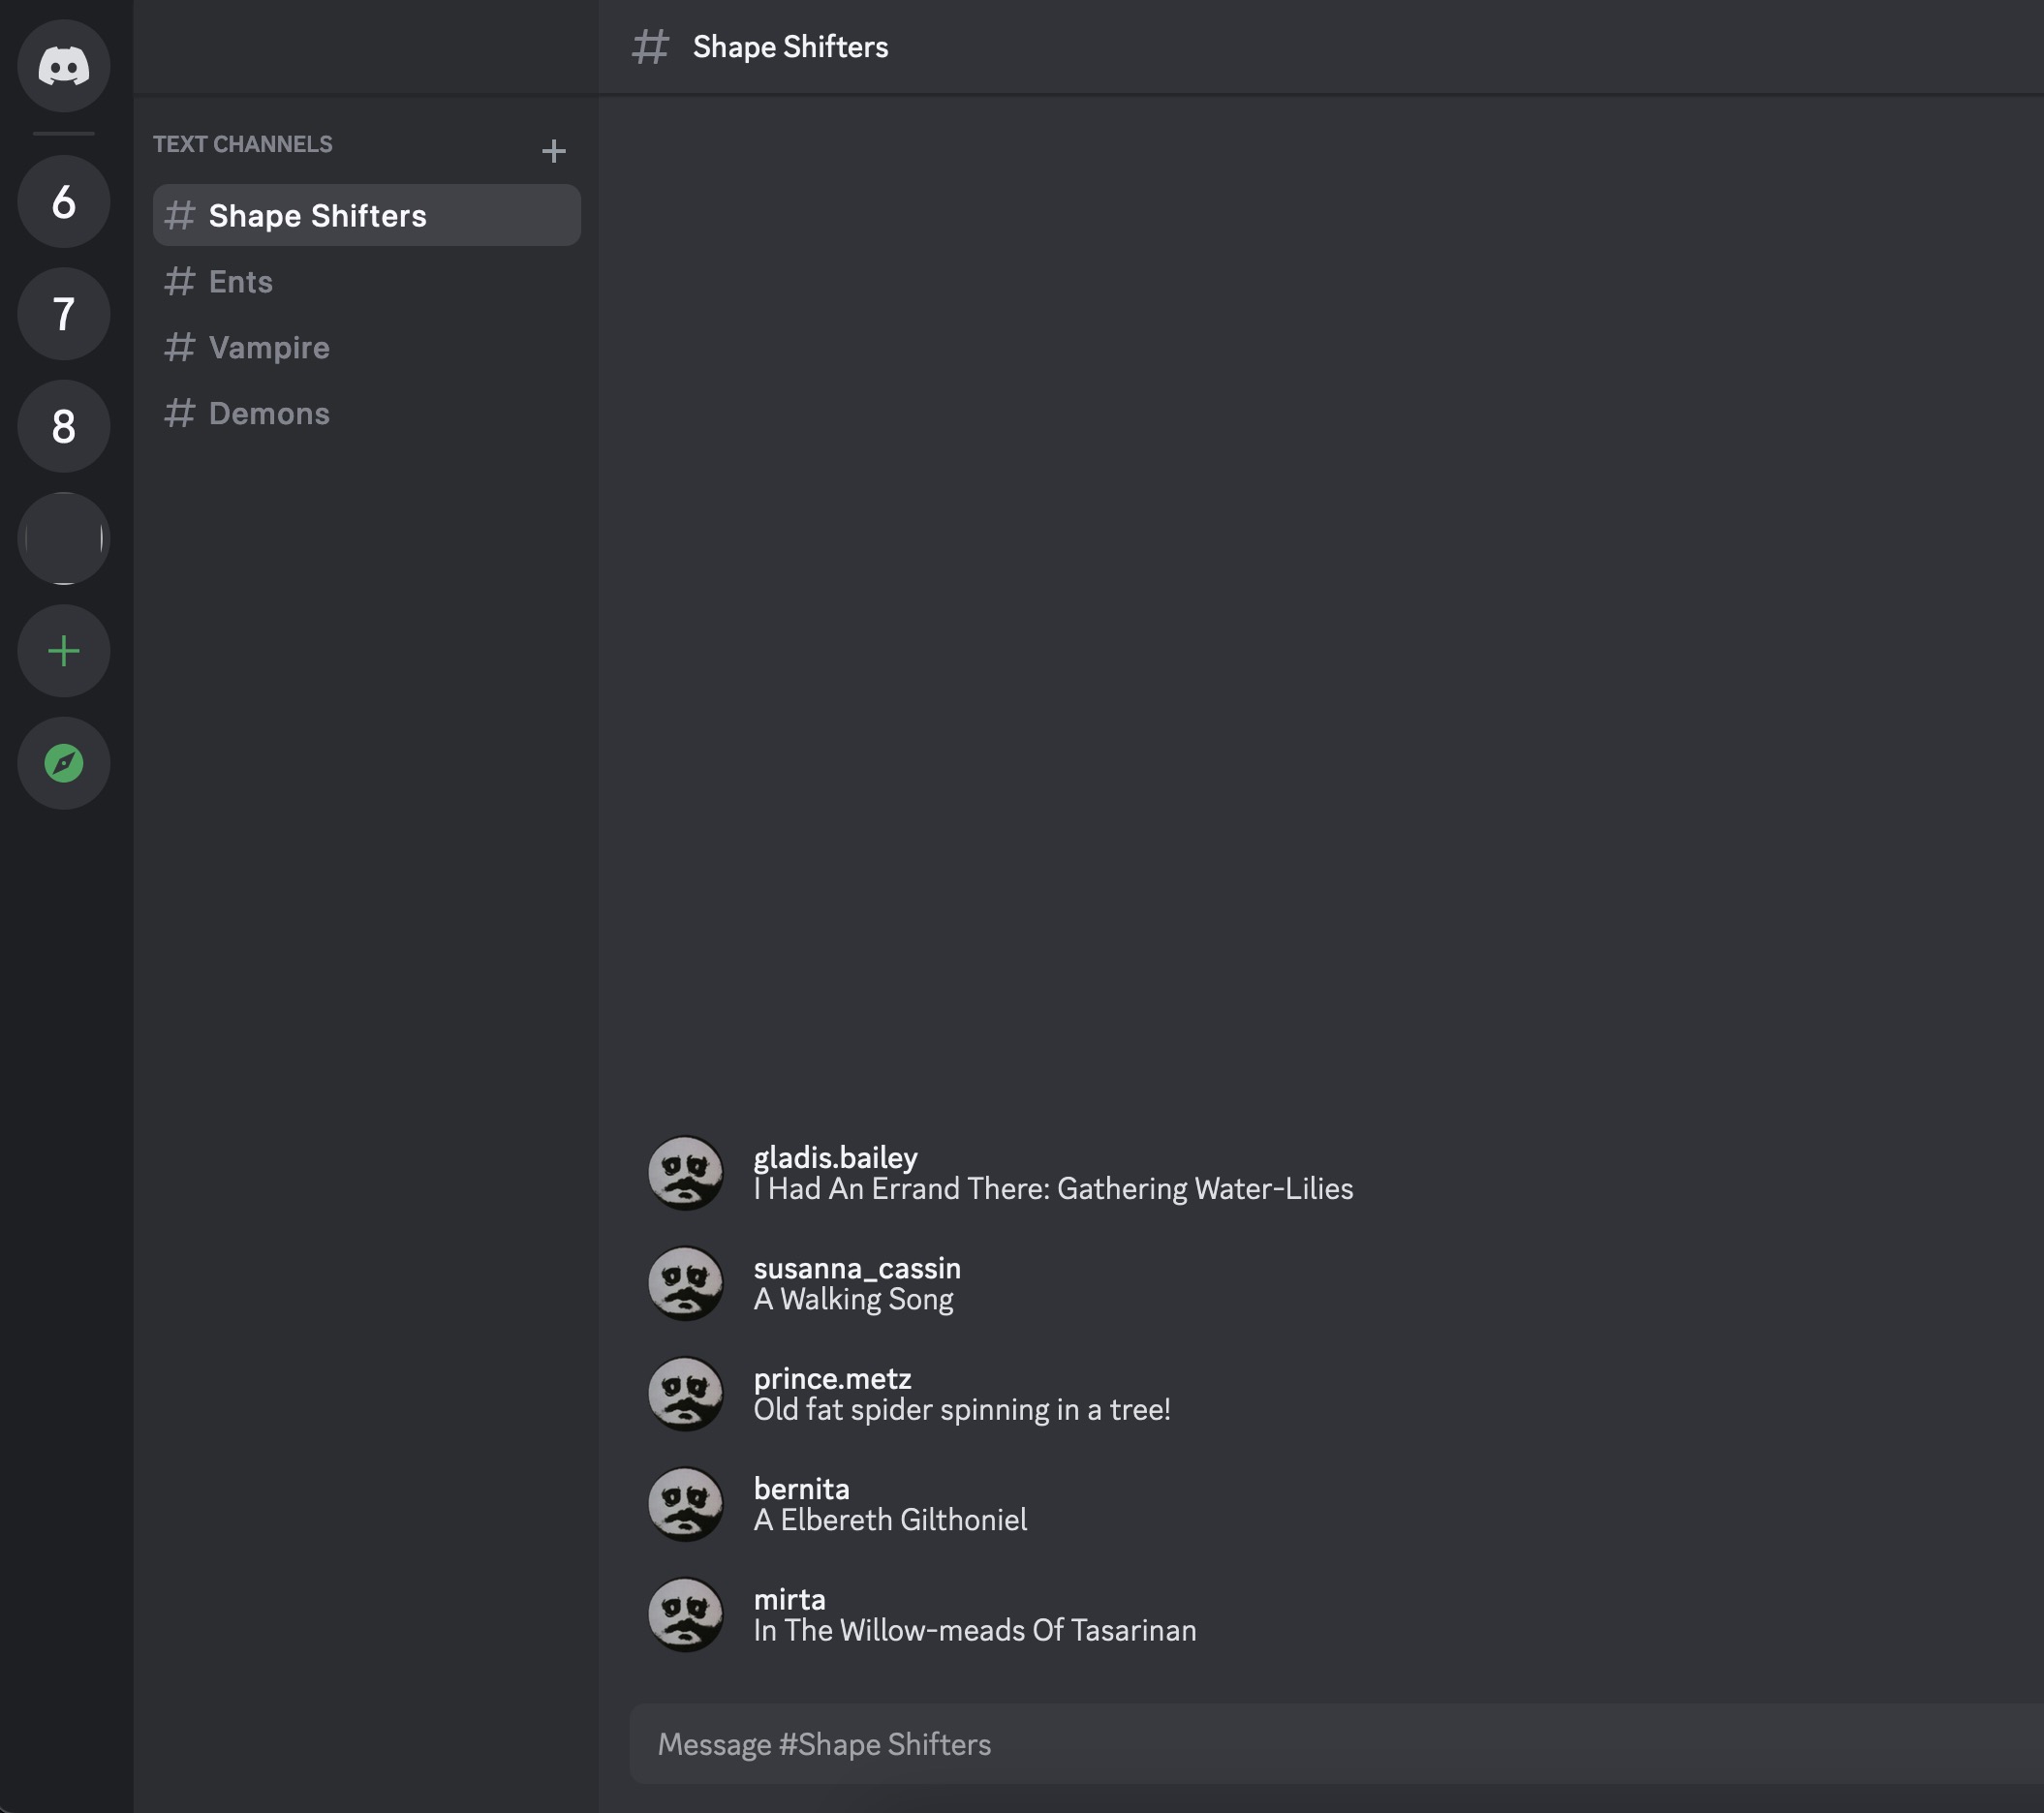 6
7
8
TEXT CHANNELS
# Shape Shifters
# Ents
# Vampire
# Demons
# Shape Shifters
gladis.bailey
I Had An Errand There: Gathering Water-Lilies
susanna_cassin
A Walking Song
prince.metz
Old fat spider spinning in a tree!
bernita
A Elbereth Gilthoniel
mirta
In The Willow-meads Of Tasarinan
Message #Shape Shifters